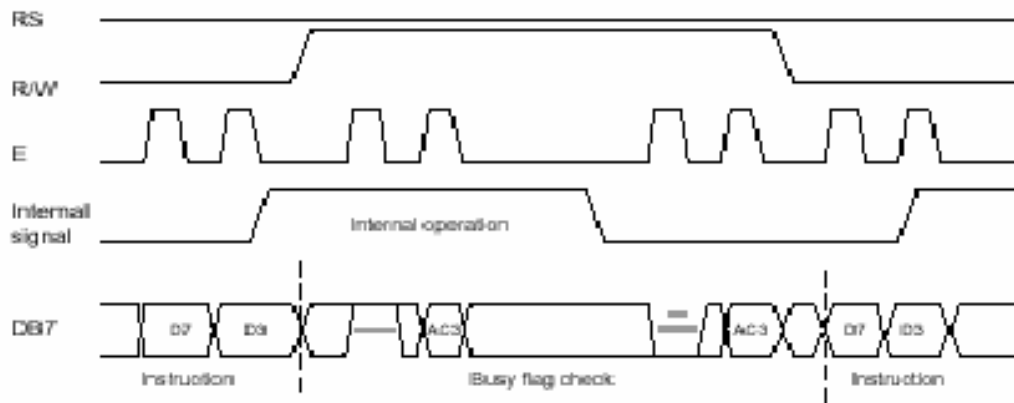 RS
R/W
E
Internal signal
Internal operation
DB7
D7
D3
AC3
AC3
D7
D3
Instruction
Busy flag check
Instruction